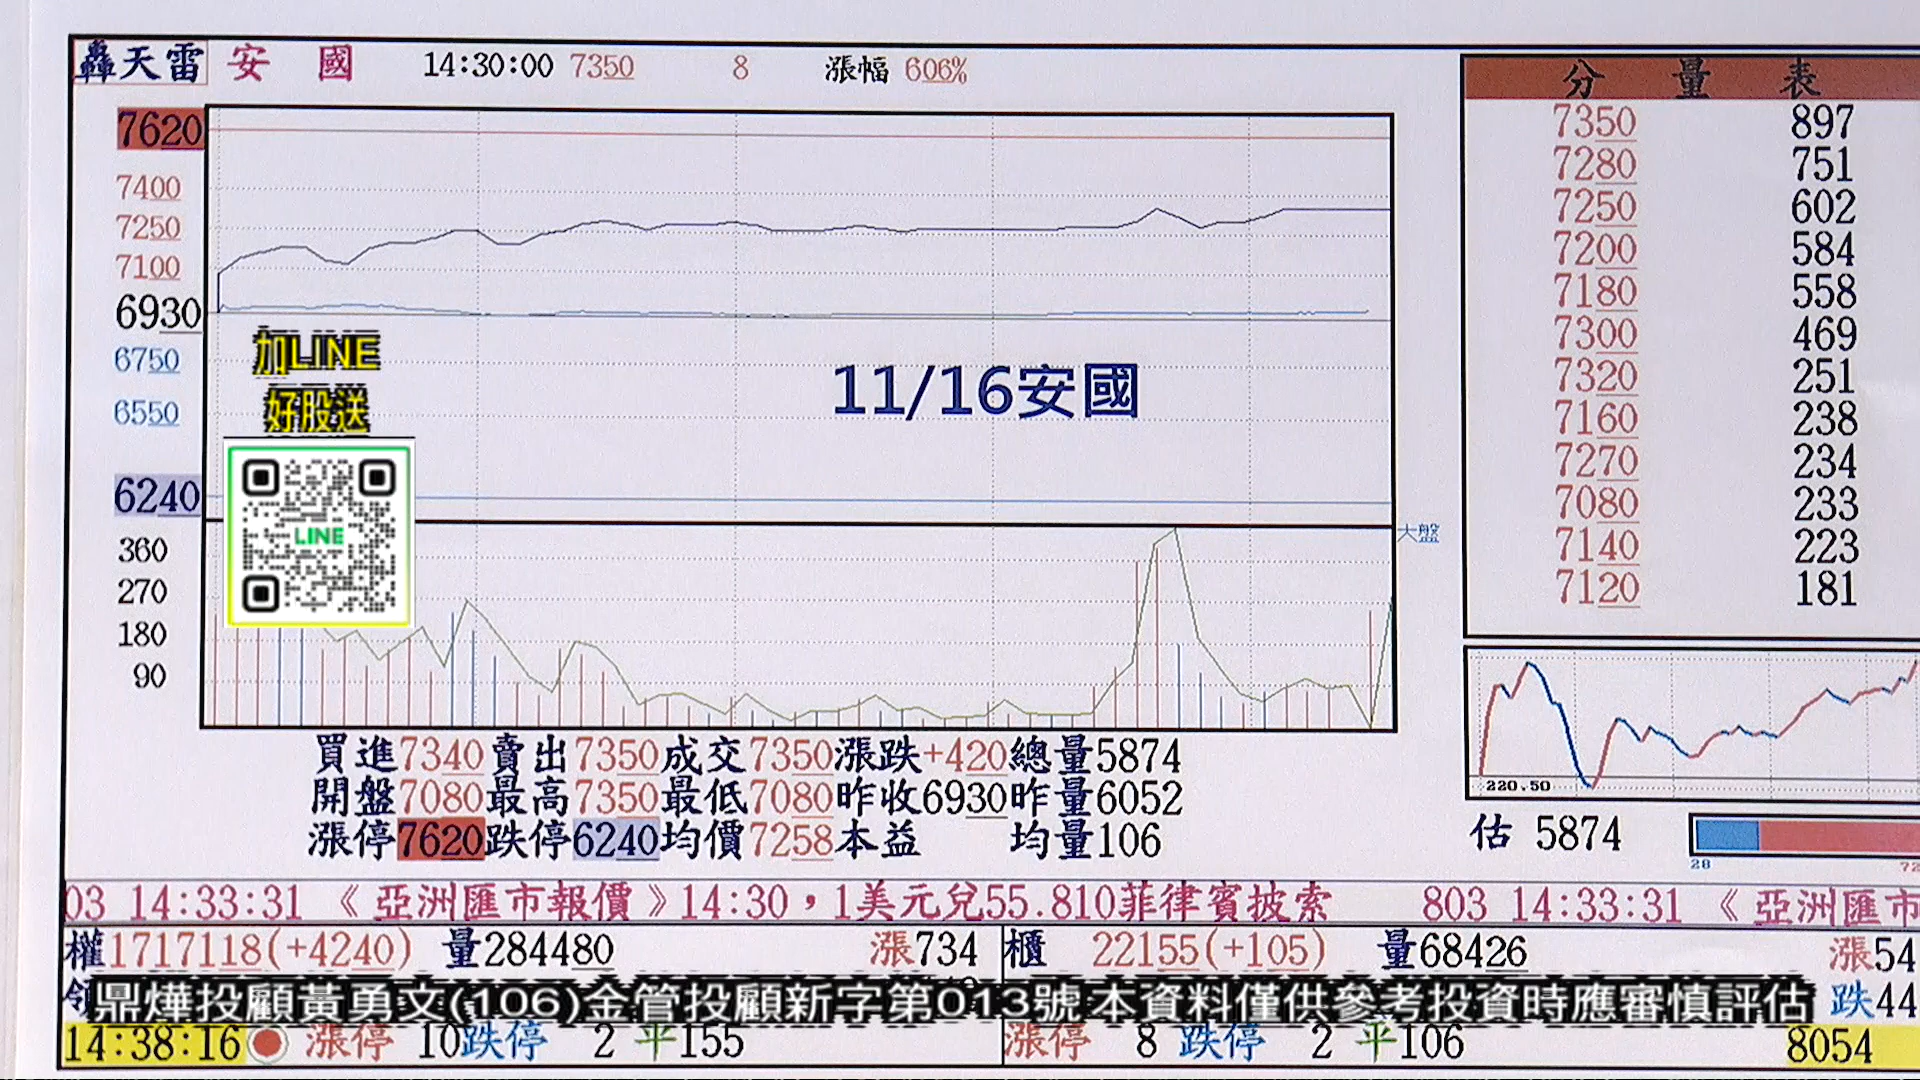 轟天雷 安 國 14:30:00 7350 8 漲幅 606%
7620
7400
7250
7100
6930
6750
6550
6240
360
270
180
90
加LINE
好股送
LINE
11/16安國
大盤
分 量 表
7350 897
7280 751
7250 602
7200 584
7180 558
7300 469
7320 251
7160 238
7270 234
7080 233
7140 223
7120 181
220.50
買進7340賣出7350成交7350漲跌+420總量5874
開盤7080最高7350最低7080昨收6930昨量6052
漲停7620跌停6240均價7258本益 均量106
估 5874
28 72
03 14:33:31 《亞洲匯市報價》14:30，1美元兌55.810菲律賓披索 803 14:33:31 《亞洲匯市
權1717118(+4240) 量284480 漲734 櫃 22155(+105) 量68426 漲54
鼎燁投顧黃勇文(106)金管投顧新字第013號本資料僅供參考投資時應審慎評估 跌44
14:38:16 漲停 10跌停 2 平155 漲停 8 跌停 2 平106 8054